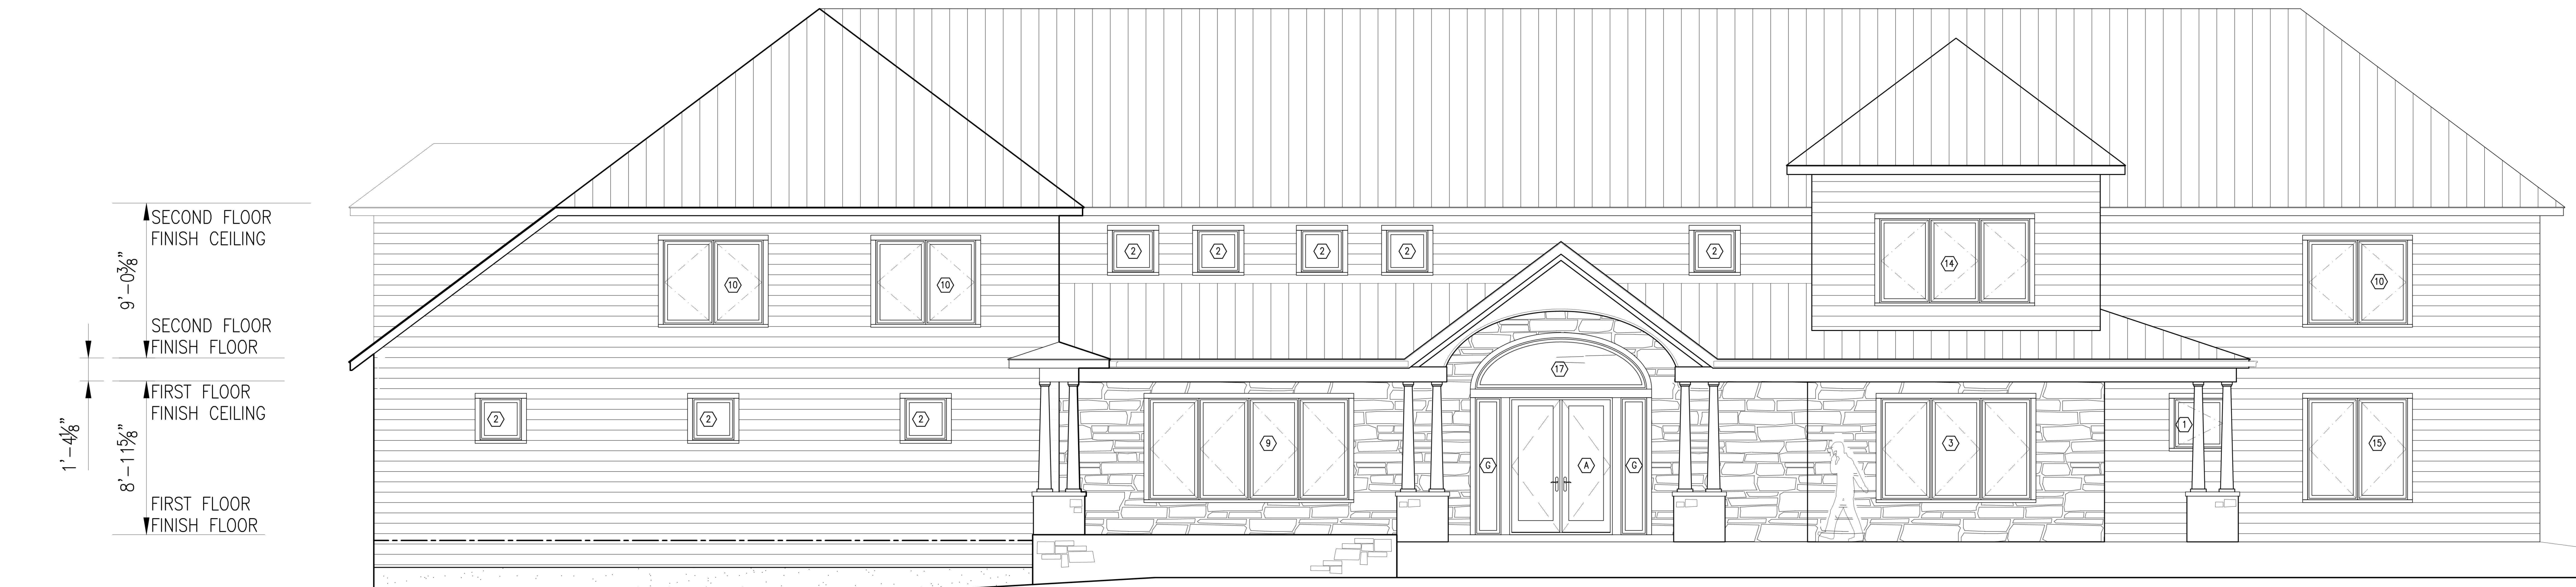 SECOND FLOOR
FINISH CEILING
9'-0⅜"
SECOND FLOOR
FINISH FLOOR
1'-4⅛"
FIRST FLOOR
FINISH CEILING
8'-11⅝"
FIRST FLOOR
FINISH FLOOR
2 2 2 2 2
10 10 14 10
17
2 2 2 1
9 3 15
G A G